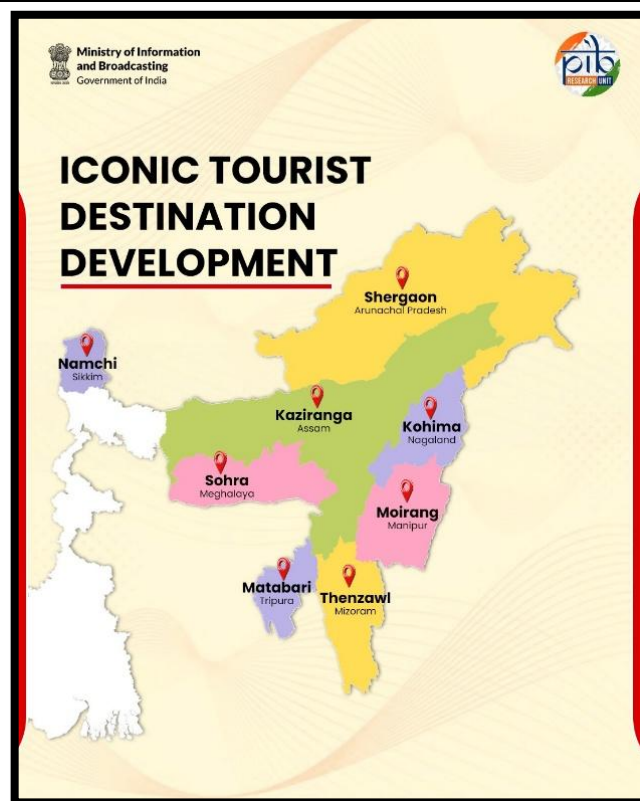 Ministry of Information
and Broadcasting
Government of India
pib
RESEARCH UNIT
ICONIC TOURIST
DESTINATION
DEVELOPMENT
Shergaon
Arunachal Pradesh
Namchi
Sikkim
Kaziranga
Assam
Kohima
Nagaland
Sohra
Meghalaya
Moirang
Manipur
Matabari
Tripura
Thenzawl
Mizoram